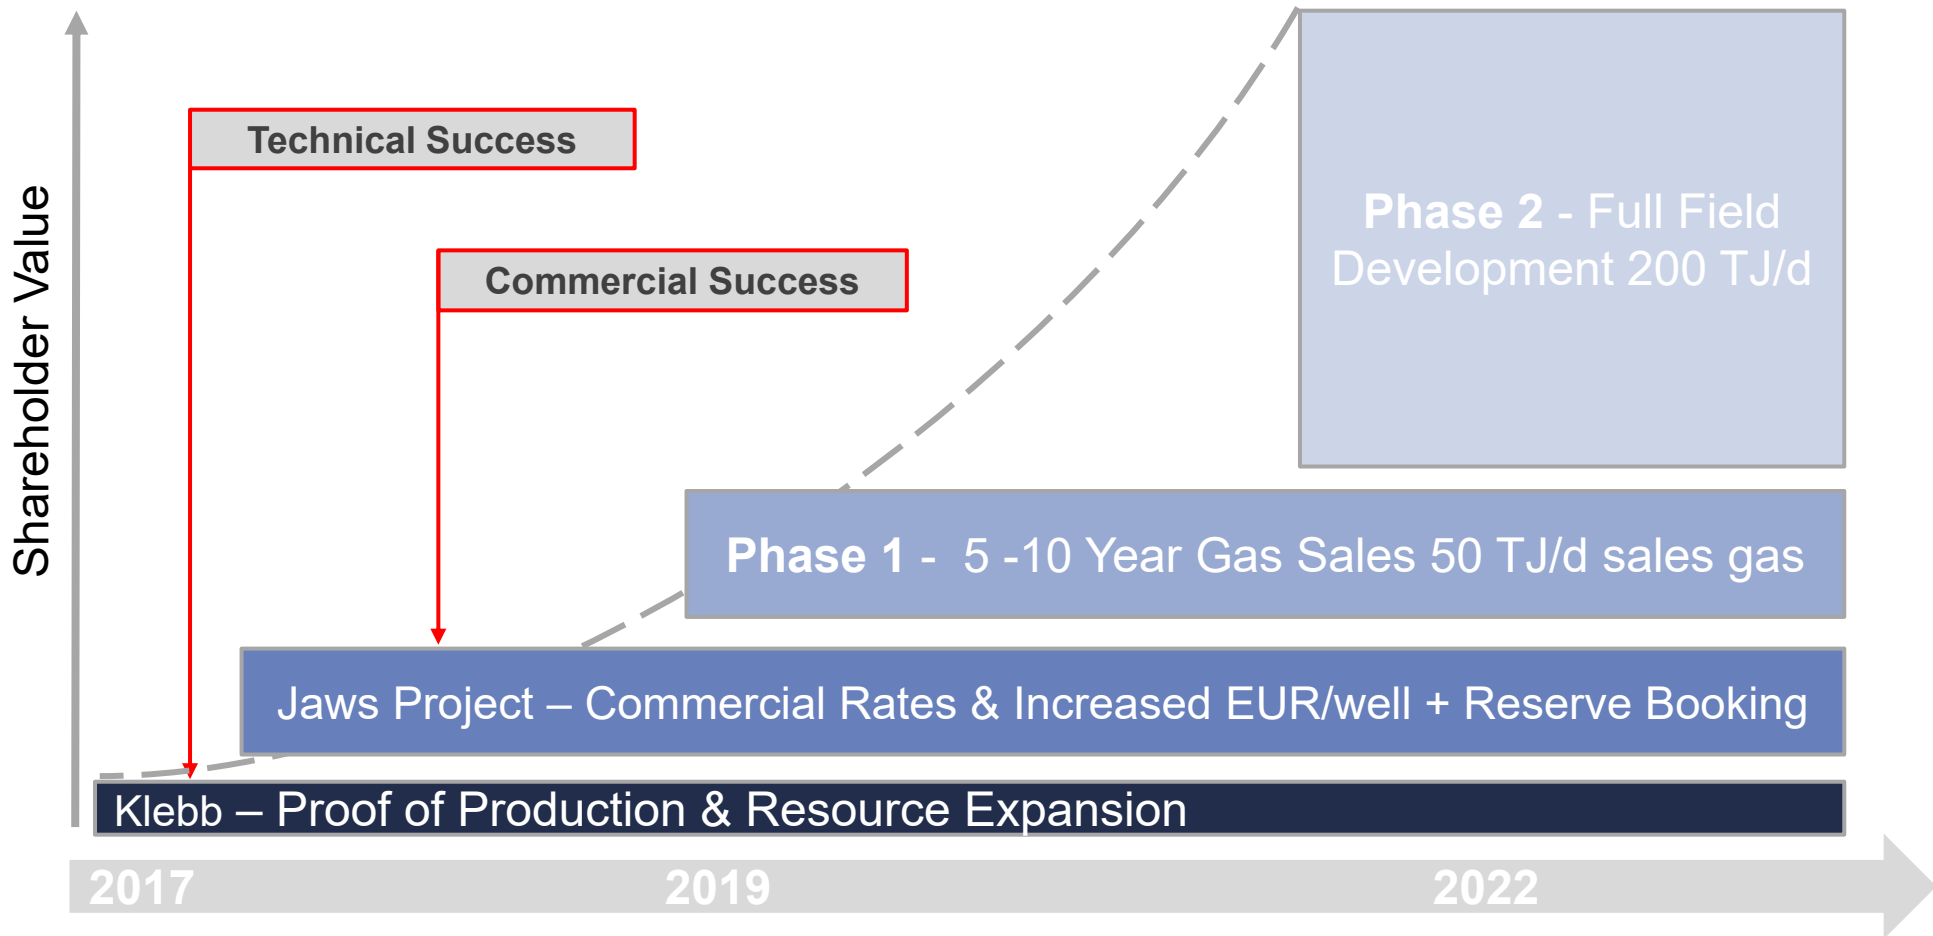 Shareholder Value
Technical Success
Commercial Success
Phase 2 - Full Field
Development 200 TJ/d
Phase 1 - 5 -10 Year Gas Sales 50 TJ/d sales gas
Jaws Project – Commercial Rates & Increased EUR/well + Reserve Booking
Klebb – Proof of Production & Resource Expansion
2017 2019 2022